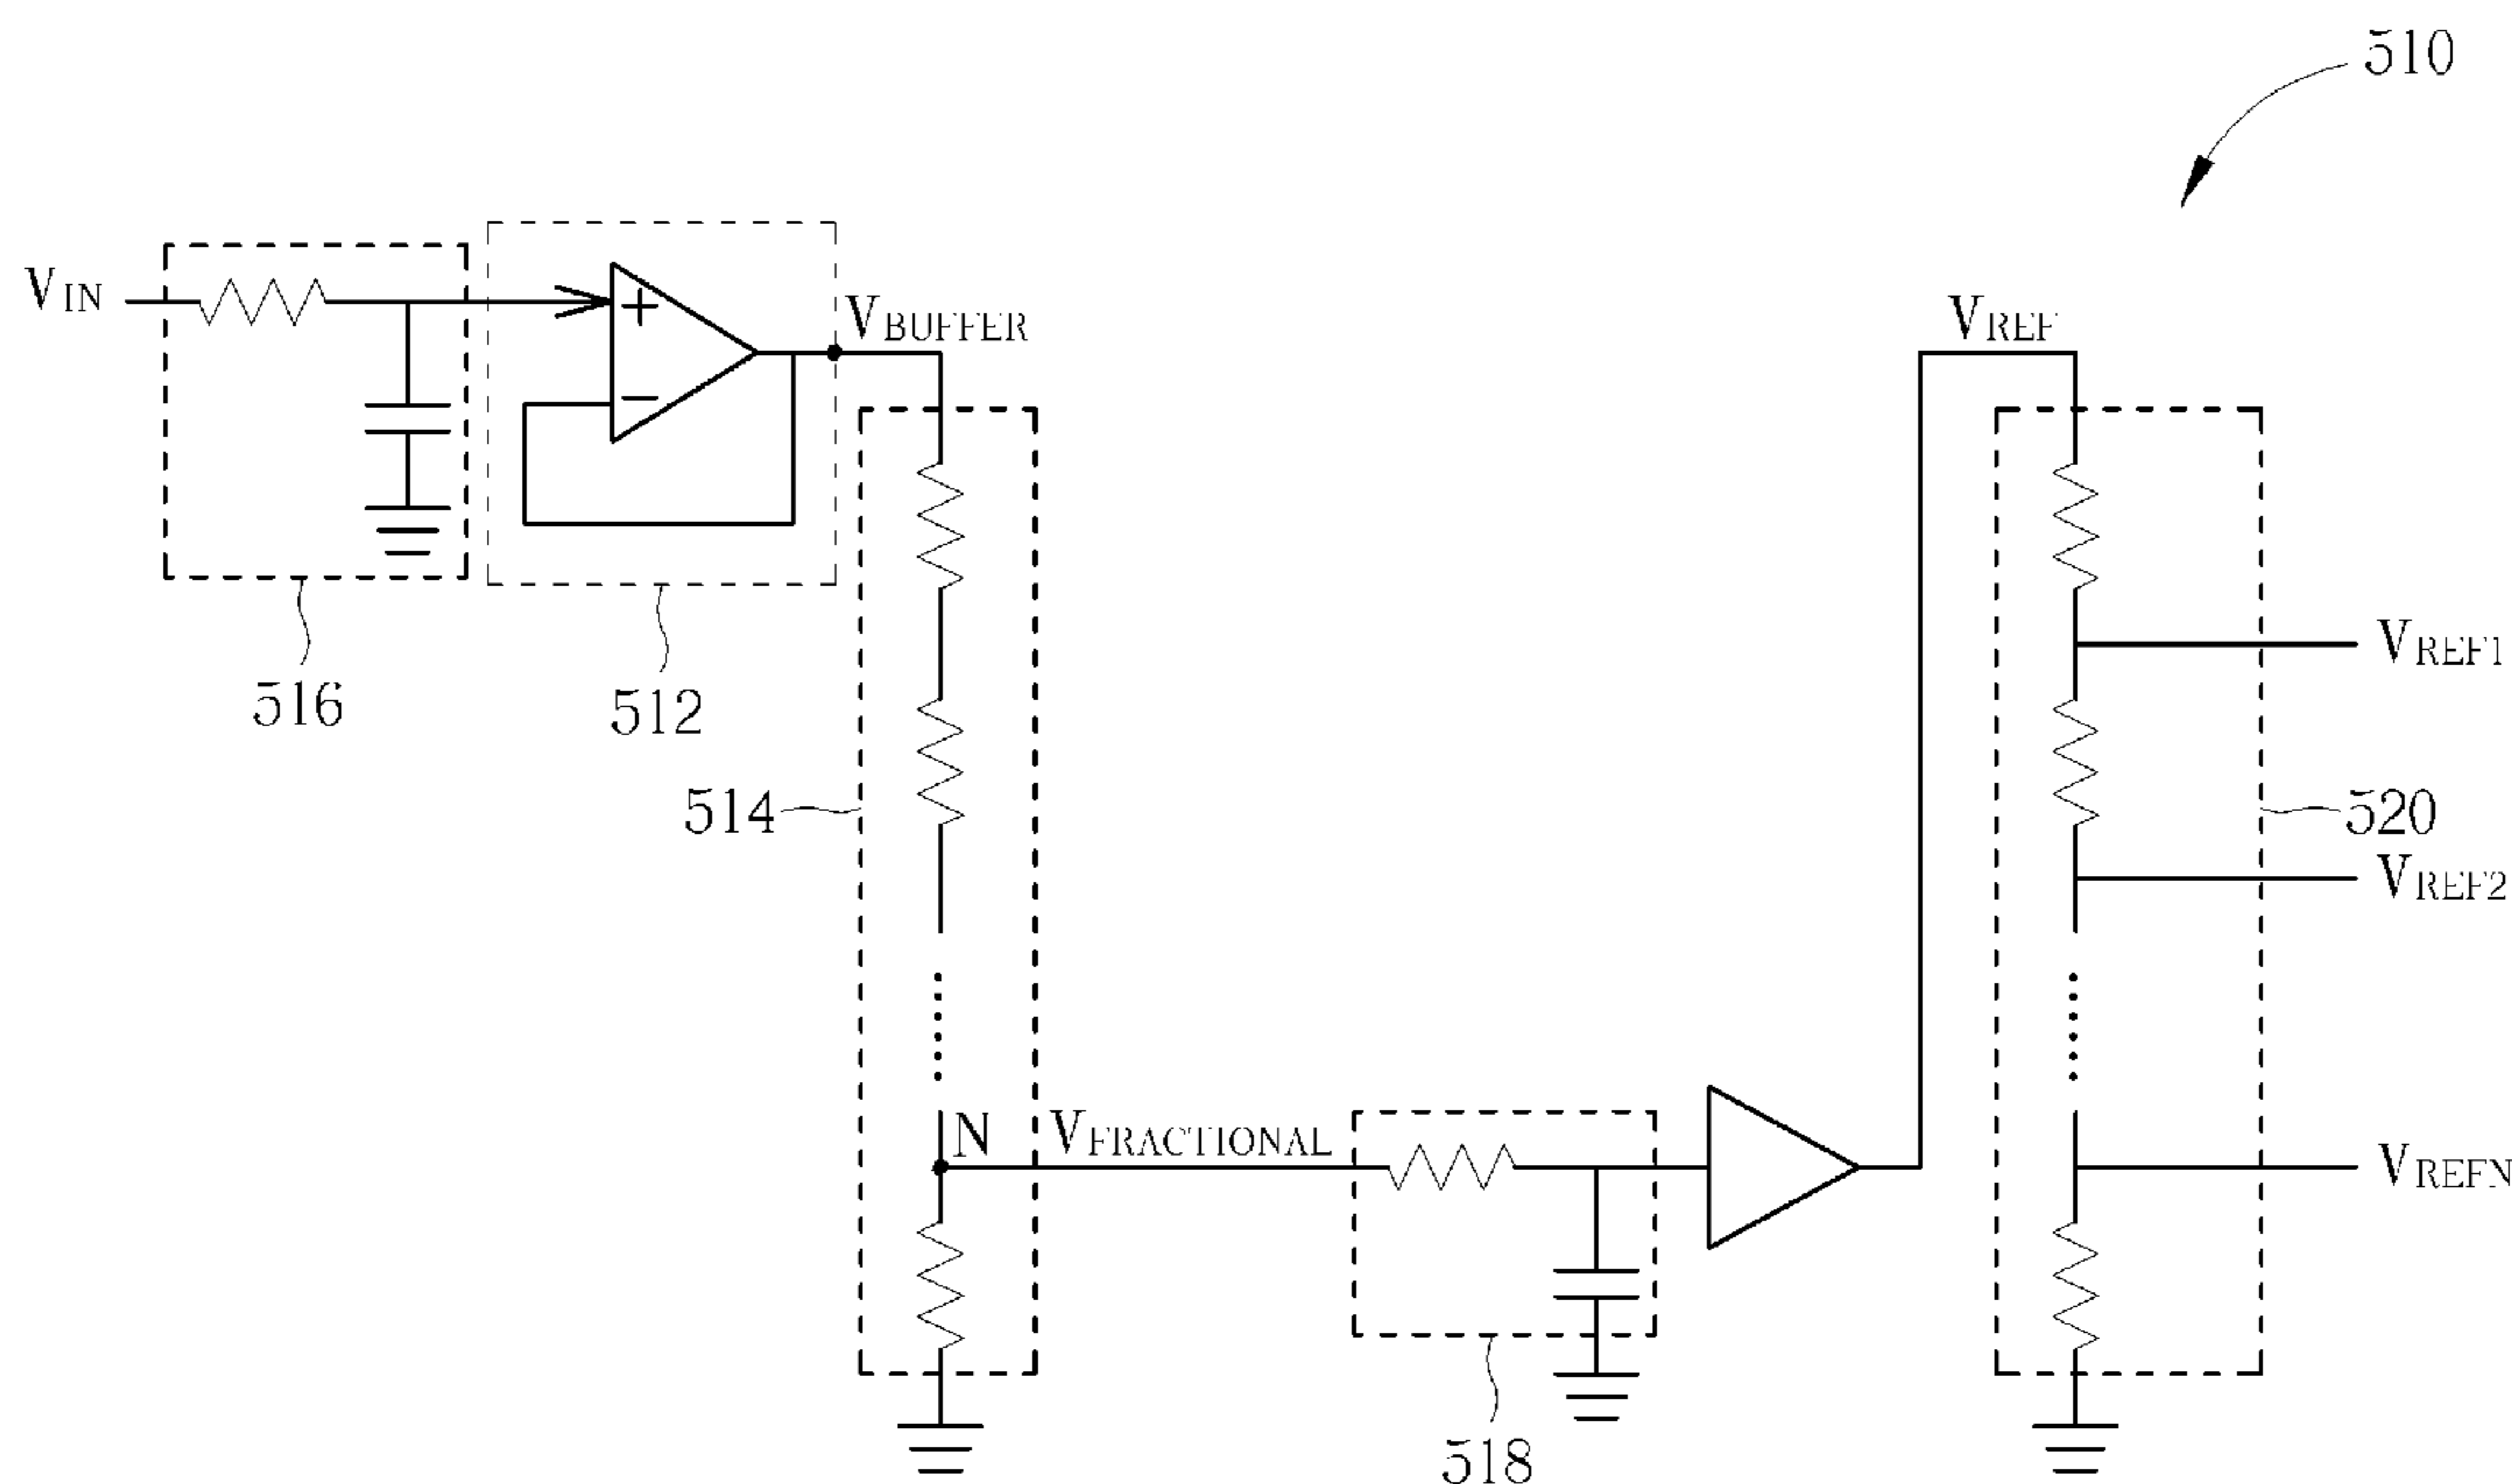 510
VIN
+
−
VBUFFER
VREF
516
512
VREF1
514
520
VREF2
N
VFRACTIONAL
VREFN
518